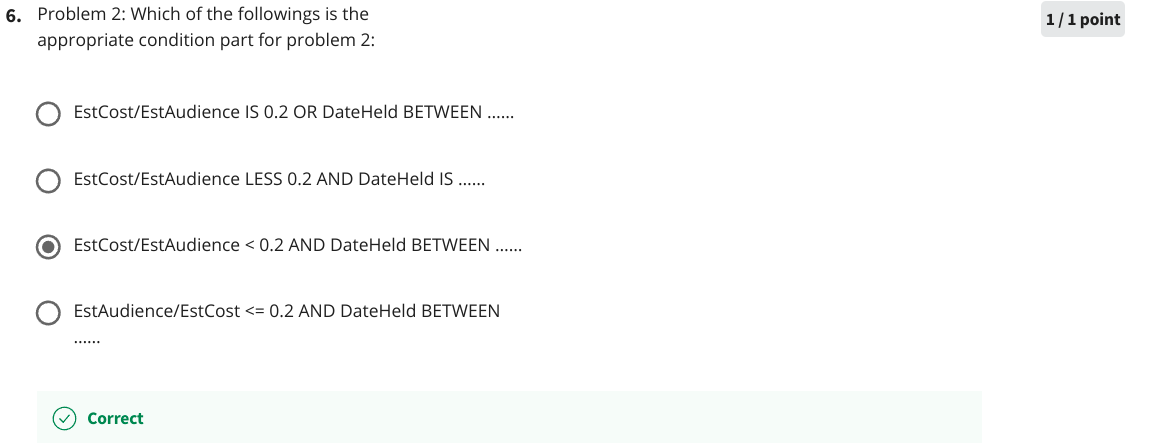 6. Problem 2: Which of the followings is the 1 / 1 point
appropriate condition part for problem 2:
EstCost/EstAudience IS 0.2 OR DateHeld BETWEEN ......
EstCost/EstAudience LESS 0.2 AND DateHeld IS ......
EstCost/EstAudience < 0.2 AND DateHeld BETWEEN ......
EstAudience/EstCost <= 0.2 AND DateHeld BETWEEN
......
Correct